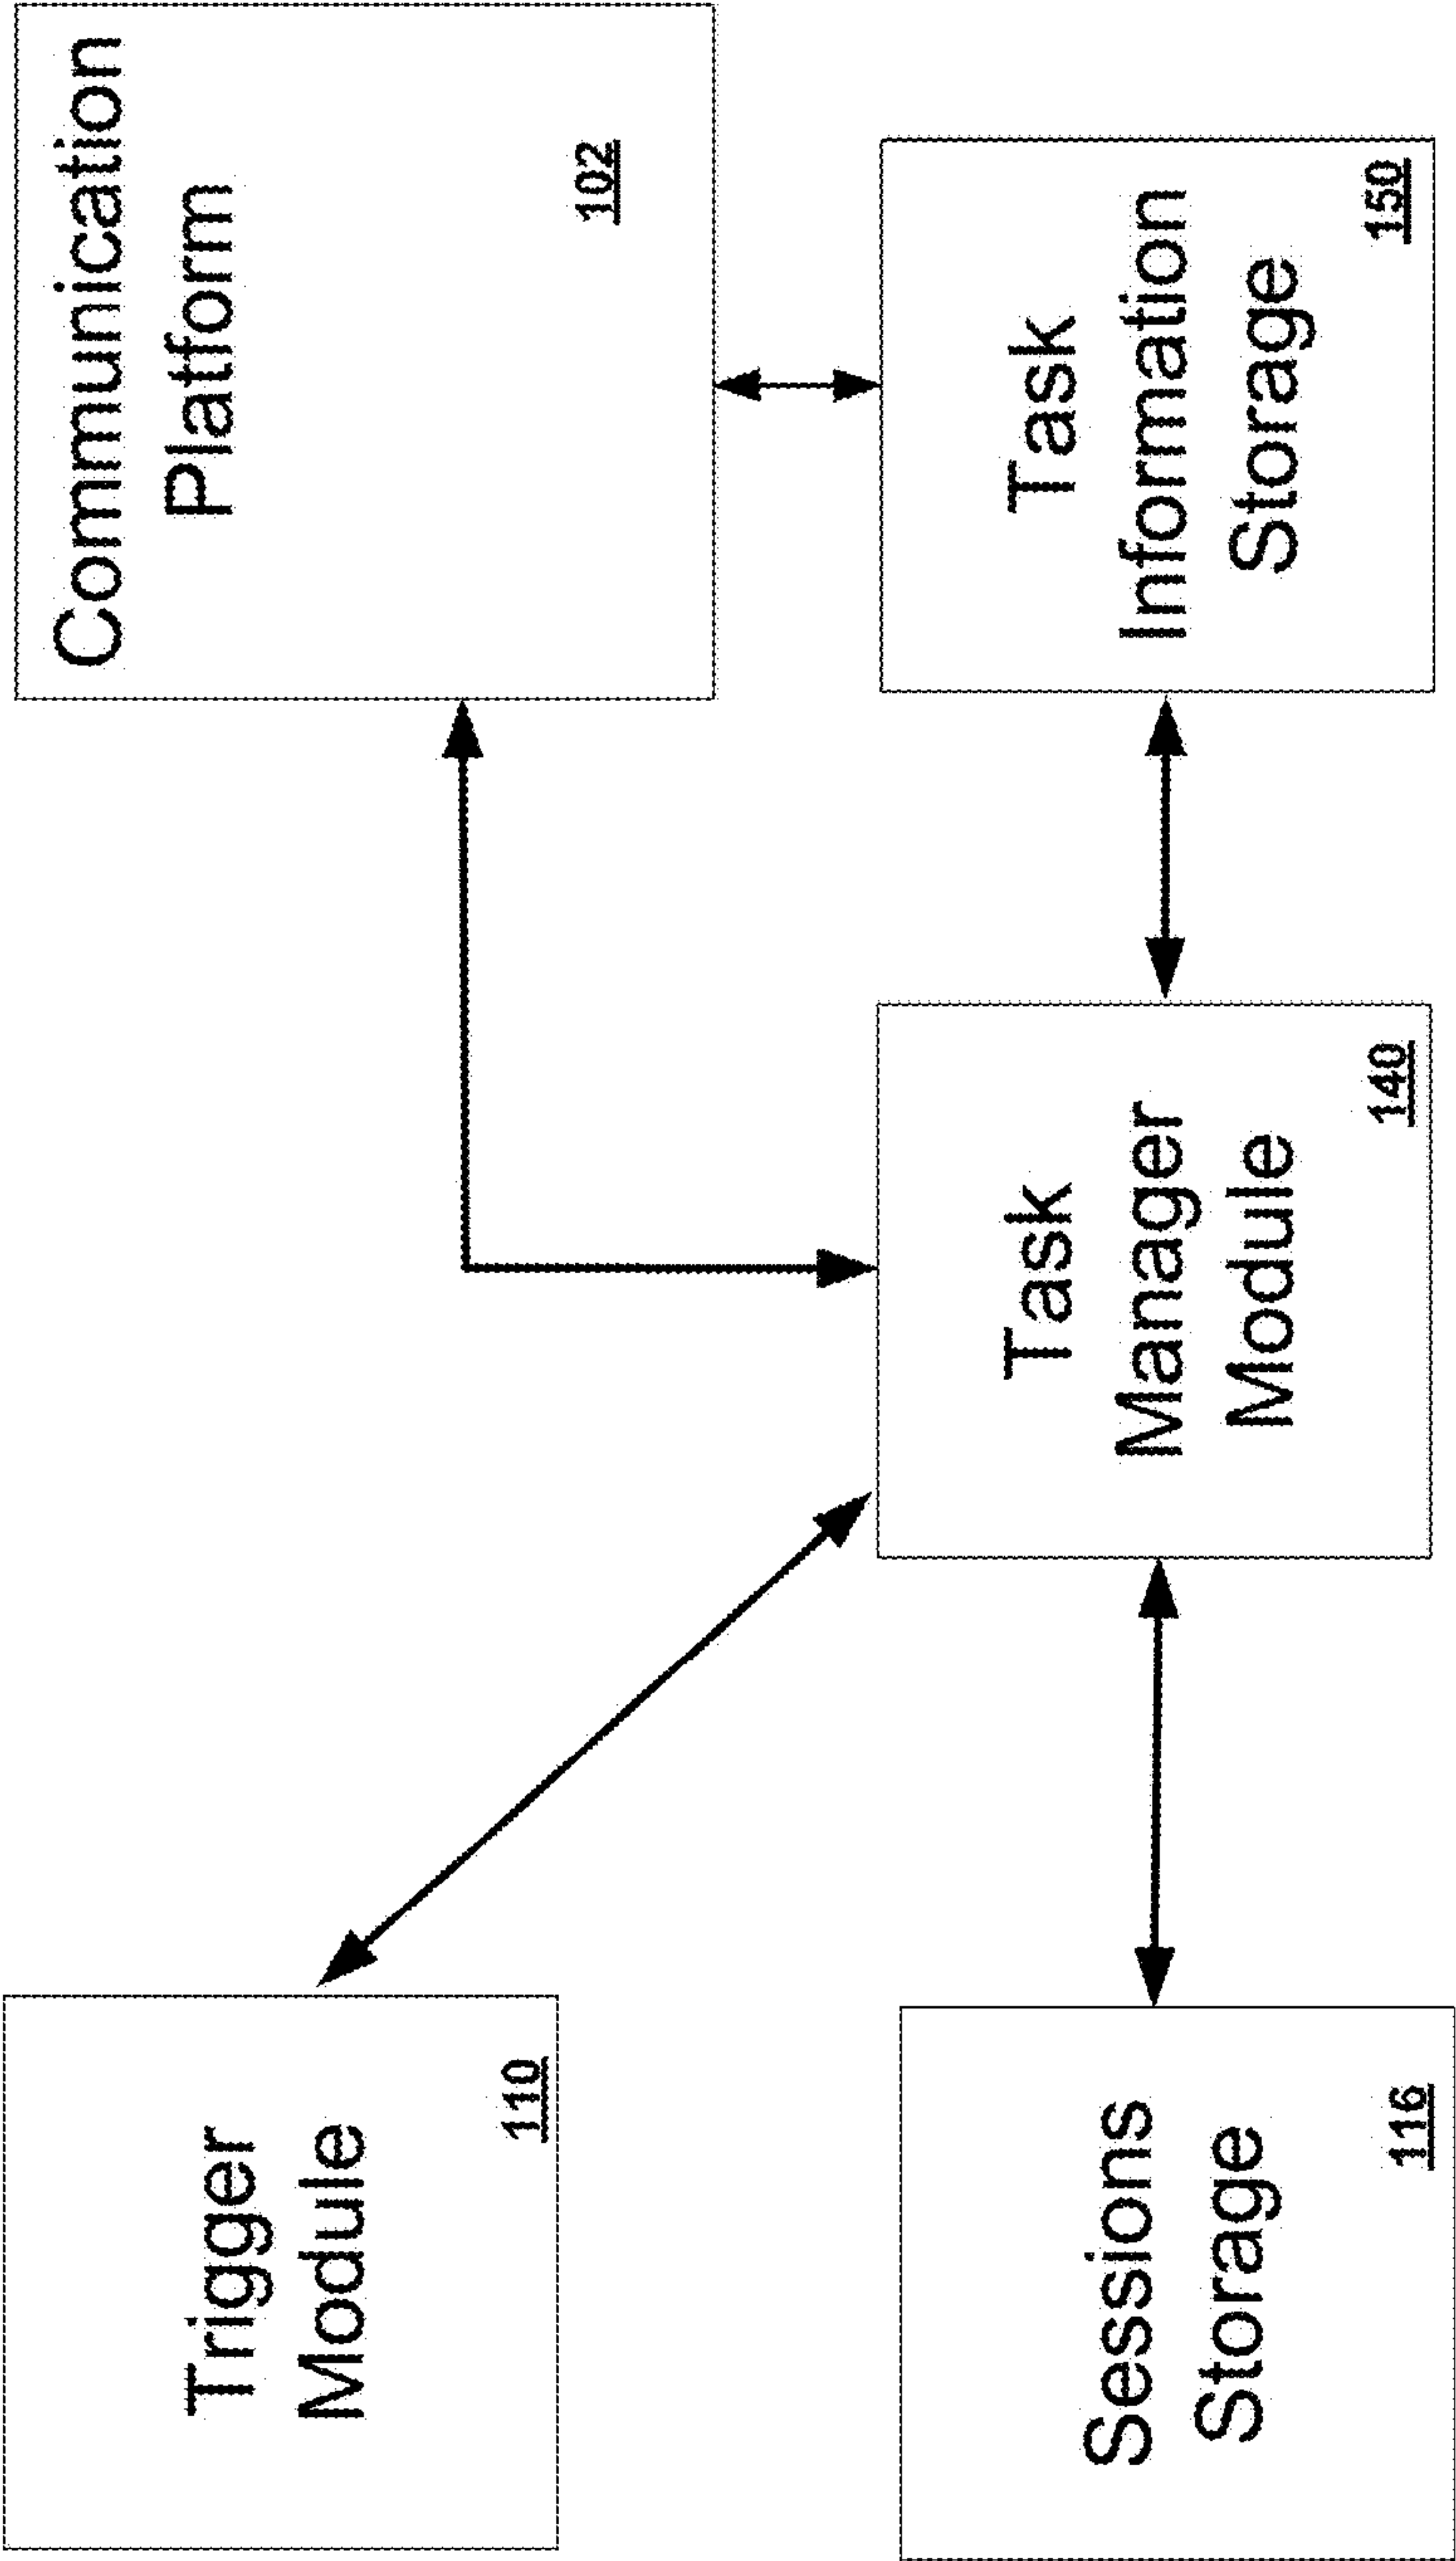 Trigger
Module
110
Communication
Platform
102
Sessions
Storage
116
Task
Manager
Module
140
Task
Information
Storage
150